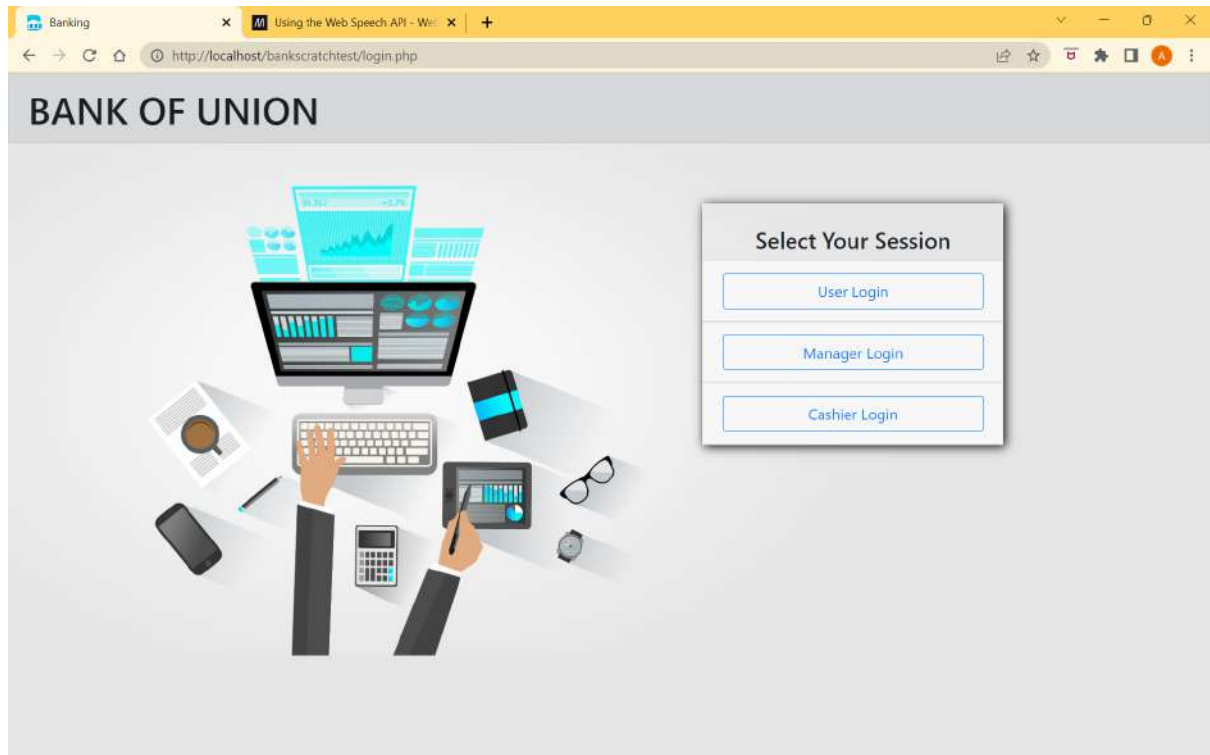 Banking
Using the Web Speech API - Web
http://localhost/bankscratchtest/login.php
A
BANK OF UNION
Select Your Session
User Login
Manager Login
Cashier Login